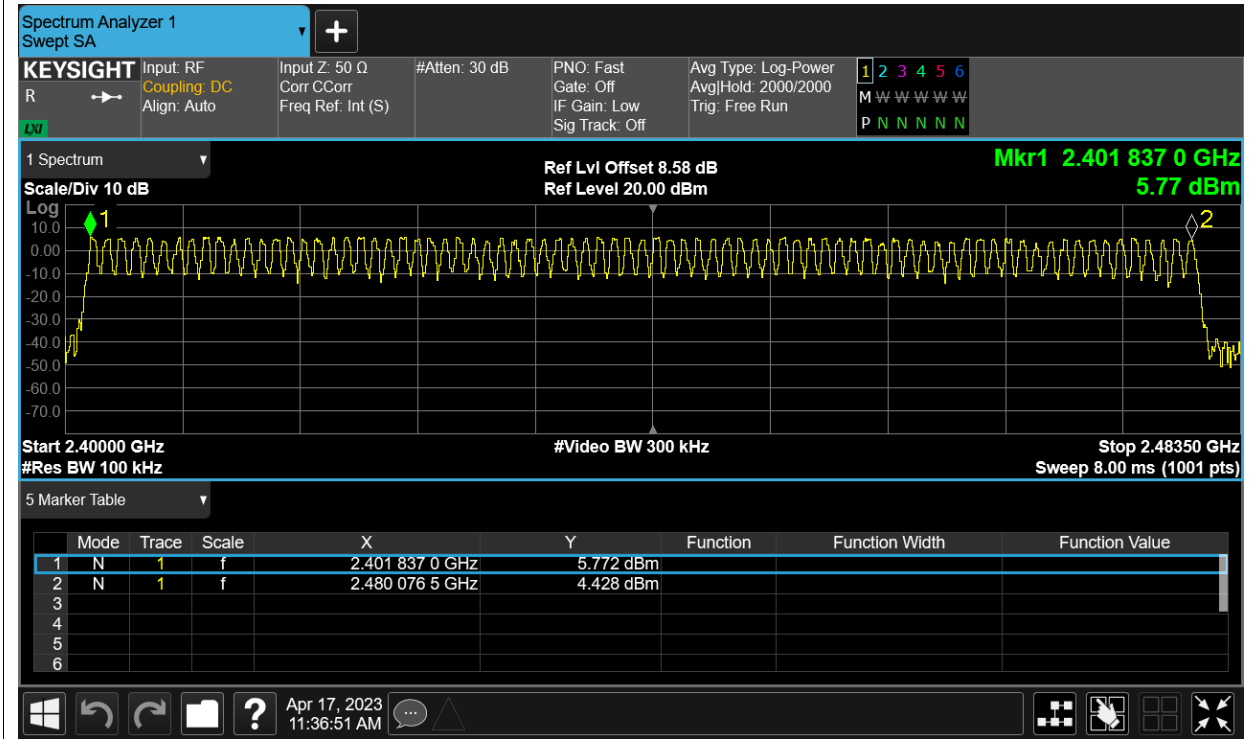 Spectrum Analyzer 1
Swept SA
+
KEYSIGHT Input: RF Input Z: 50 Ω #Atten: 30 dB PNO: Fast Avg Type: Log-Power 1 2 3 4 5 6
R Coupling: DC Corr CCorr Gate: Off Avg|Hold: 2000/2000 M W W W W W
Align: Auto Freq Ref: Int (S) IF Gain: Low Trig: Free Run
LXI Sig Track: Off P N N N N N
1 Spectrum Ref Lvl Offset 8.58 dB Mkr1 2.401 837 0 GHz
Scale/Div 10 dB Ref Level 20.00 dBm 5.77 dBm
Log
1
2
10.0
0.00
-10.0
-20.0
-30.0
-40.0
-50.0
-60.0
-70.0
Start 2.40000 GHz #Video BW 300 kHz Stop 2.48350 GHz
#Res BW 100 kHz Sweep 8.00 ms (1001 pts)
5 Marker Table
Mode Trace Scale X Y Function Function Width Function Value
1 N 1 f 2.401 837 0 GHz 5.772 dBm
2 N 1 f 2.480 076 5 GHz 4.428 dBm
3
4
5
6
? Apr 17, 2023
11:36:51 AM